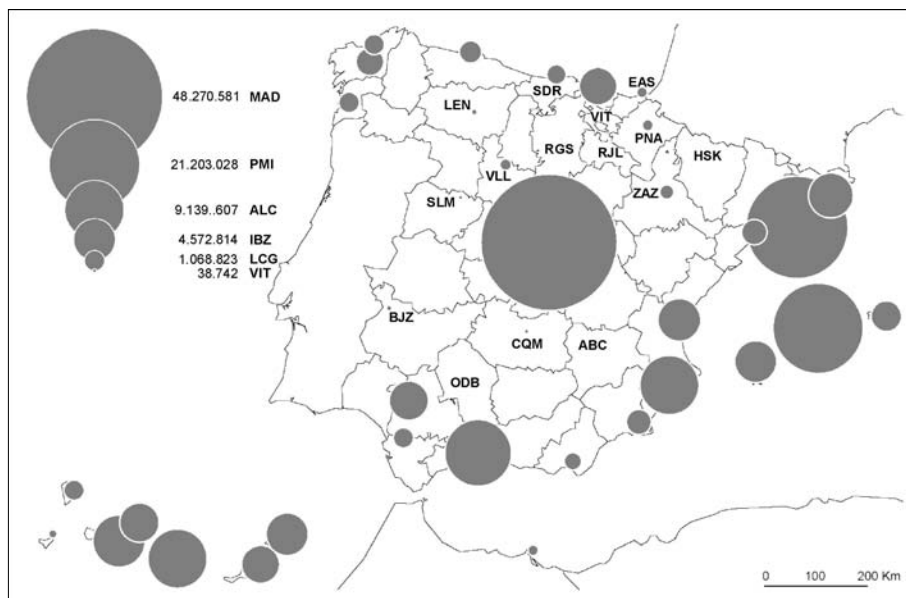 48.270.581 MAD
21.203.028 PMI
9.139..607 ALC
4.572.814 IBZ
1.068.823 LCG
38.742 VIT
EAS
SDR
LEN
VIT
PNA
RGS
RJL
HSK
VLL
ZAZ
SLM
BJZ
CQM
ABC
ODB
0 100 200 Km